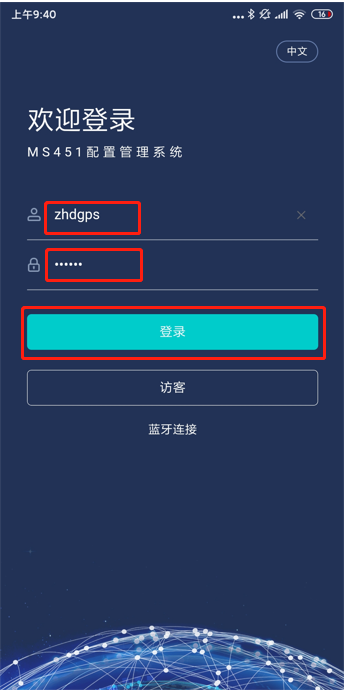 上午9:40
16
中文
欢迎登录
MS451配置管理系统
zhdgps
••••••
登录
访客
蓝牙连接